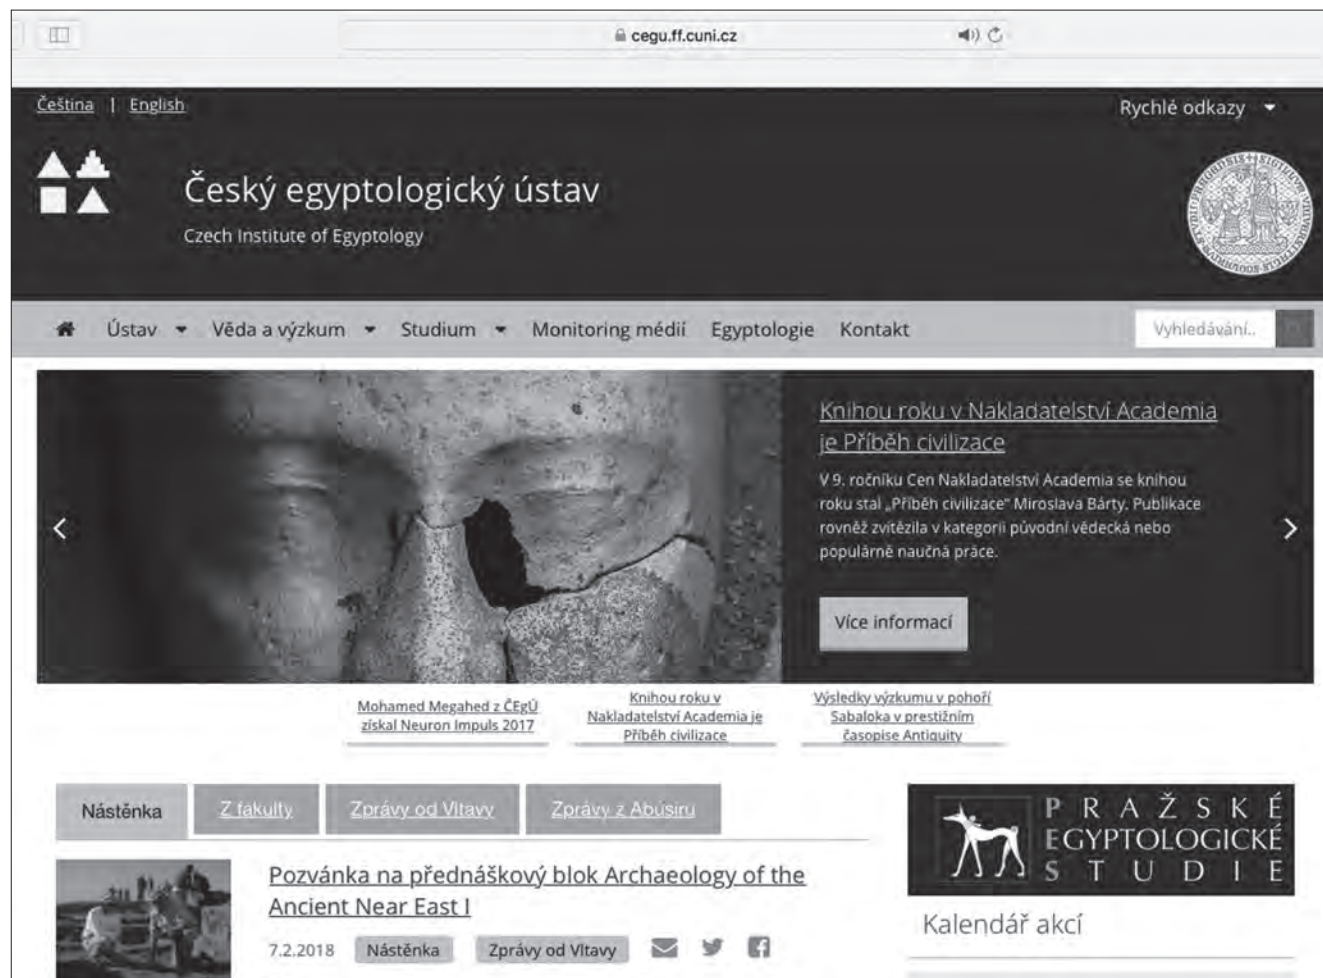 cegu.ff.cuni.cz
Čeština | English
Rychlé odkazy
Český egyptologický ústav
Czech Institute of Egyptology
Ústav Věda a výzkum Studium Monitoring médií Egyptologie Kontakt
Vyhledávání..
Knihou roku v Nakladatelství Academia
je Příběh civilizace
V 9. ročníku Cen Nakladatelství Academia se knihou
roku stal „Příběh civilizace“ Miroslava Bárty. Publikace
rovněž zvítězila v kategorii původní vědecká nebo
populárně naučná práce.
Více informací
Mohamed Megahed z ČEgÚ
získal Neuron Impuls 2017
Knihou roku v
Nakladatelství Academia je
Příběh civilizace
Výsledky výzkumu v pohoří
Sabaloka v prestižním
časopise Antiquity
Nástěnka
Z fakulty
Zprávy od Vltavy
Zprávy z Abúsíru
Pozvánka na přednáškový blok Archaeology of the
Ancient Near East I
7.2.2018 Nástěnka Zprávy od Vltavy
PRAŽSKÉ
EGYPTOLOGICKÉ
STUDIE
Kalendář akcí